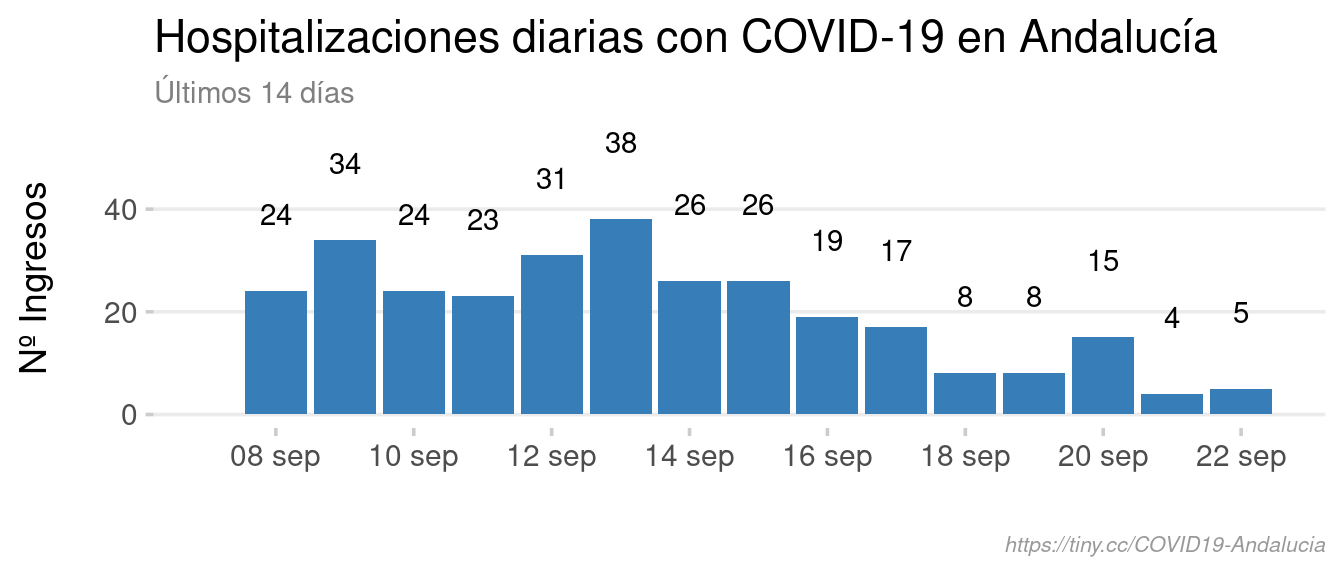 Hospitalizaciones diarias con COVID-19 en Andalucía
Últimos 14 días
Nº Ingresos
40
20
0
24
34
24
23
31
38
26
26
19
17
8
8
15
4
5
08 sep
10 sep
12 sep
14 sep
16 sep
18 sep
20 sep
22 sep
https://tiny.cc/COVID19-Andalucia